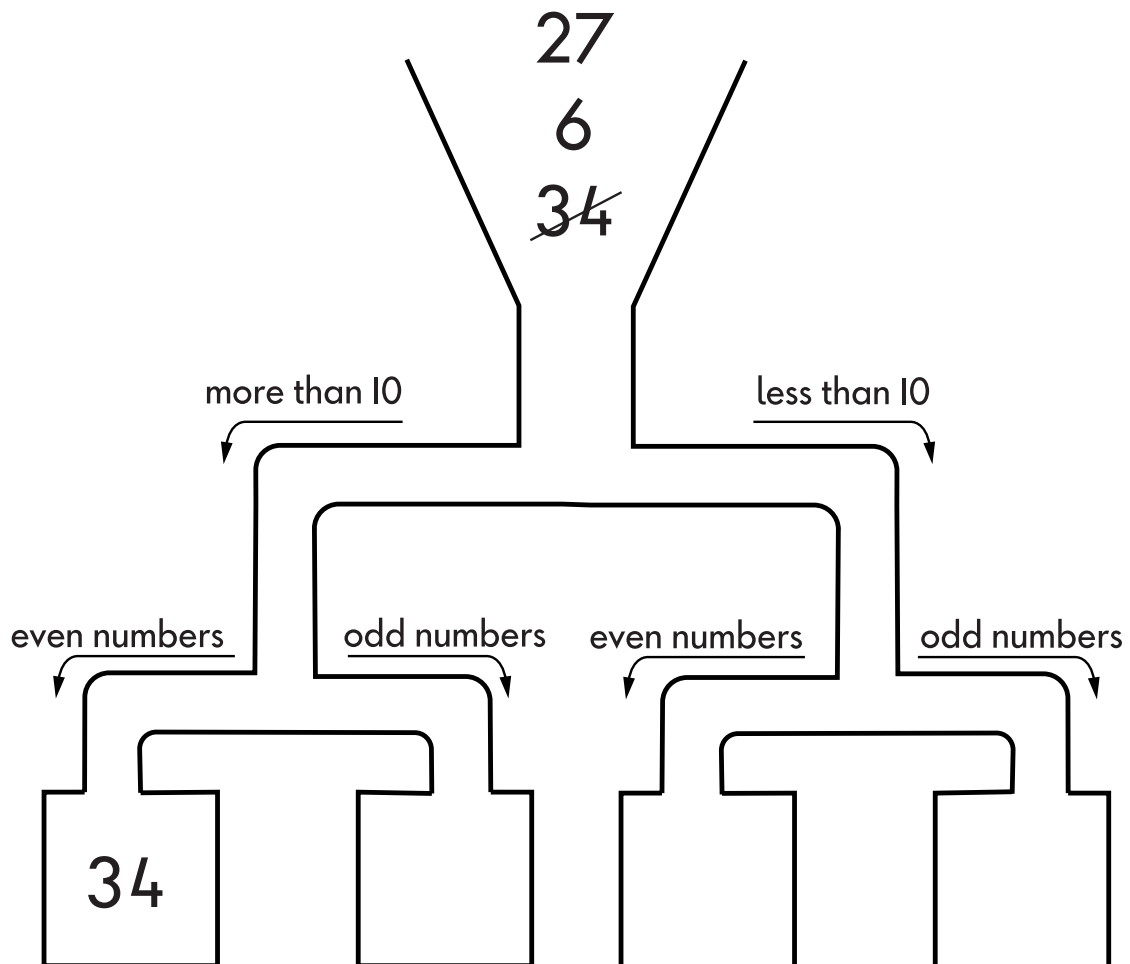 27
6
34
more than 10
less than 10
even numbers
odd numbers
even numbers
odd numbers
34